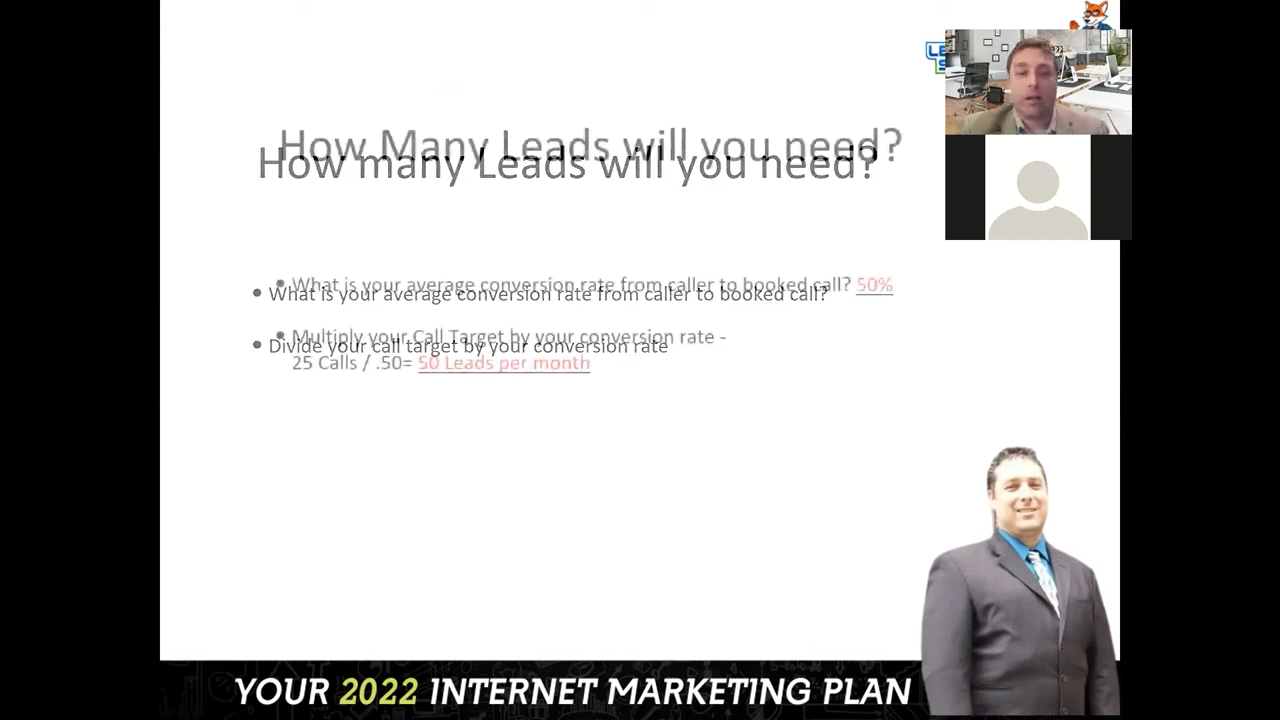 LE
S
How Many Leads will you need?
How many Leads will you need?
• What is your average conversion rate from caller to booked call? 50%
• What is your average conversion rate from caller to booked call?
• Multiply your Call Target by your conversion rate -
• Divide your call target by your conversion rate
25 Calls / .50= 50 Leads per month
YOUR 2022 INTERNET MARKETING PLAN